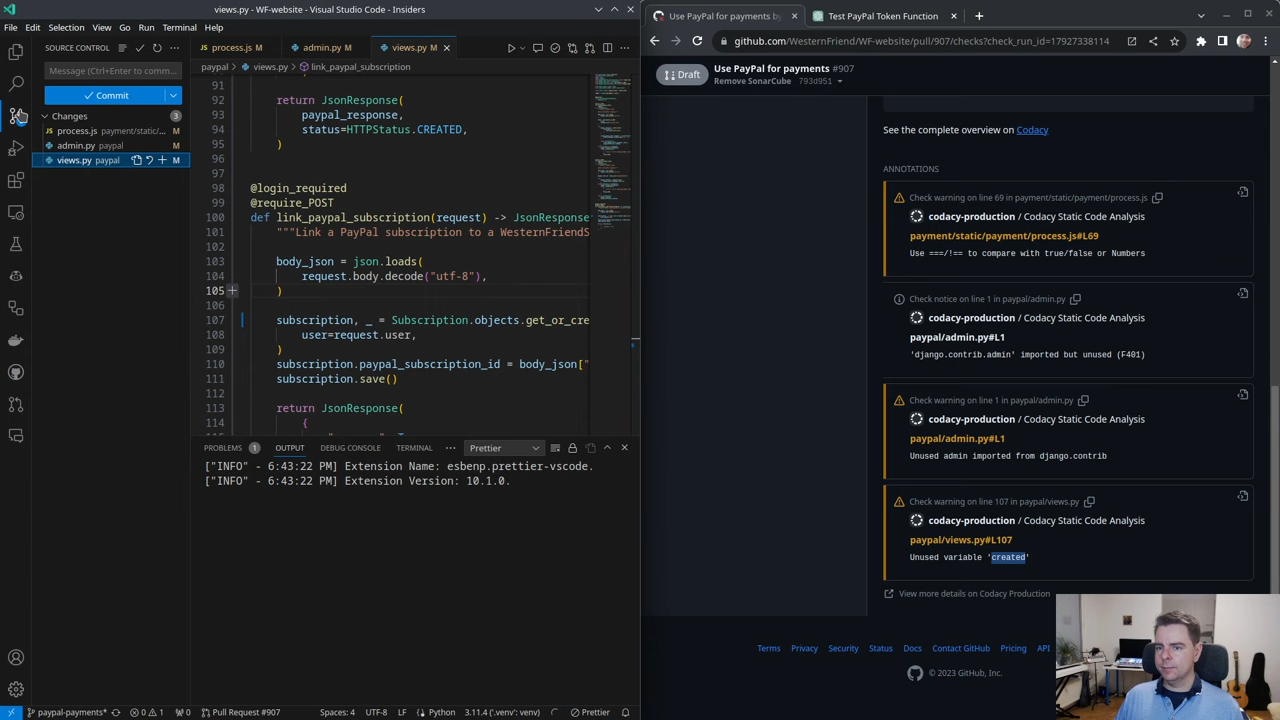 views.py - WF-website - Visual Studio Code - Insiders
File Edit Selection View Go Run Terminal Help
SOURCE CONTROL
Message (Ctrl+Enter to comm...
Commit
Changes 3
process.js payment/static/... M
admin.py paypal M
views.py paypal M
process.js M
admin.py M
views.py M
paypal > views.py > link_paypal_subscription
91
92 return JsonResponse(
93 paypal_response,
94 status=HTTPStatus.CREATED,
95 )
96
97
98 @login_required
99 @require_POST
100 def link_paypal_subscription(request) -> JsonResponse
101 """Link a PayPal subscription to a WesternFriendS
102
103 body_json = json.loads(
104 request.body.decode("utf-8"),
105 )
106
107 subscription, _ = Subscription.objects.get_or_cre
108 user=request.user,
109 )
110 subscription.paypal_subscription_id = body_json["
111 subscription.save()
112
113 return JsonResponse(
114 {
PROBLEMS 1 OUTPUT DEBUG CONSOLE TERMINAL ... Prettier
["INFO" - 6:43:22 PM] Extension Name: esbenp.prettier-vscode.
["INFO" - 6:43:22 PM] Extension Version: 10.1.0.
paypal-payments* 0 1 0 Pull Request #907 Spaces: 4 UTF-8 LF Python 3.11.4 ('.venv': venv) Prettier
Use PayPal for payments by
Test PayPal Token Function
github.com/WesternFriend/WF-website/pull/907/checks?check_run_id=17927338114
Draft
Use PayPal for payments #907
Remove SonarCube 793d951
See the complete overview on Codacy
ANNOTATIONS
Check warning on line 69 in payment/static/payment/process.js
codacy-production / Codacy Static Code Analysis
payment/static/payment/process.js#L69
Use ===/!== to compare with true/false or Numbers
Check notice on line 1 in paypal/admin.py
codacy-production / Codacy Static Code Analysis
paypal/admin.py#L1
'django.contrib.admin' imported but unused (F401)
Check warning on line 1 in paypal/admin.py
codacy-production / Codacy Static Code Analysis
paypal/admin.py#L1
Unused admin imported from django.contrib
Check warning on line 107 in paypal/views.py
codacy-production / Codacy Static Code Analysis
paypal/views.py#L107
Unused variable 'created'
View more details on Codacy Production
Terms Privacy Security Status Docs Contact GitHub Pricing API
© 2023 GitHub, Inc.